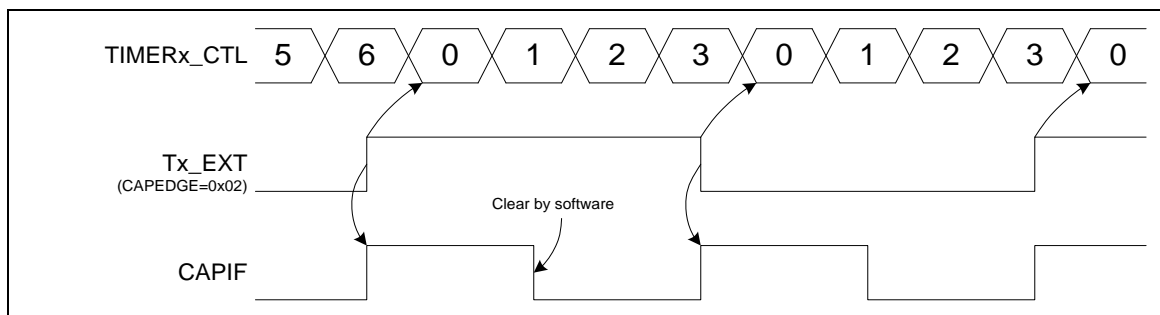 TIMERx_CTL 5 6 0 1 2 3 0 1 2 3 0
Tx_EXT
(CAPEDGE=0x02)
Clear by software
CAPIF